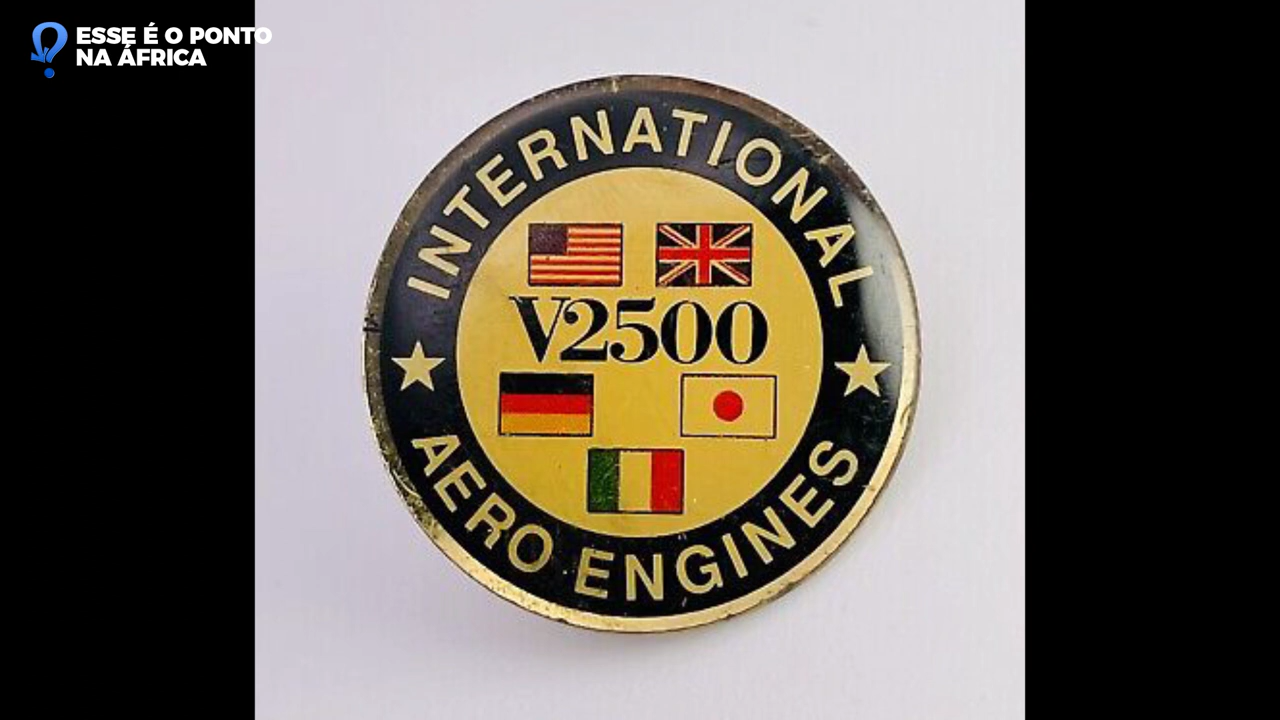 ESSE É O PONTO
NA ÁFRICA
INTERNATIONAL
V2500
AERO ENGINES